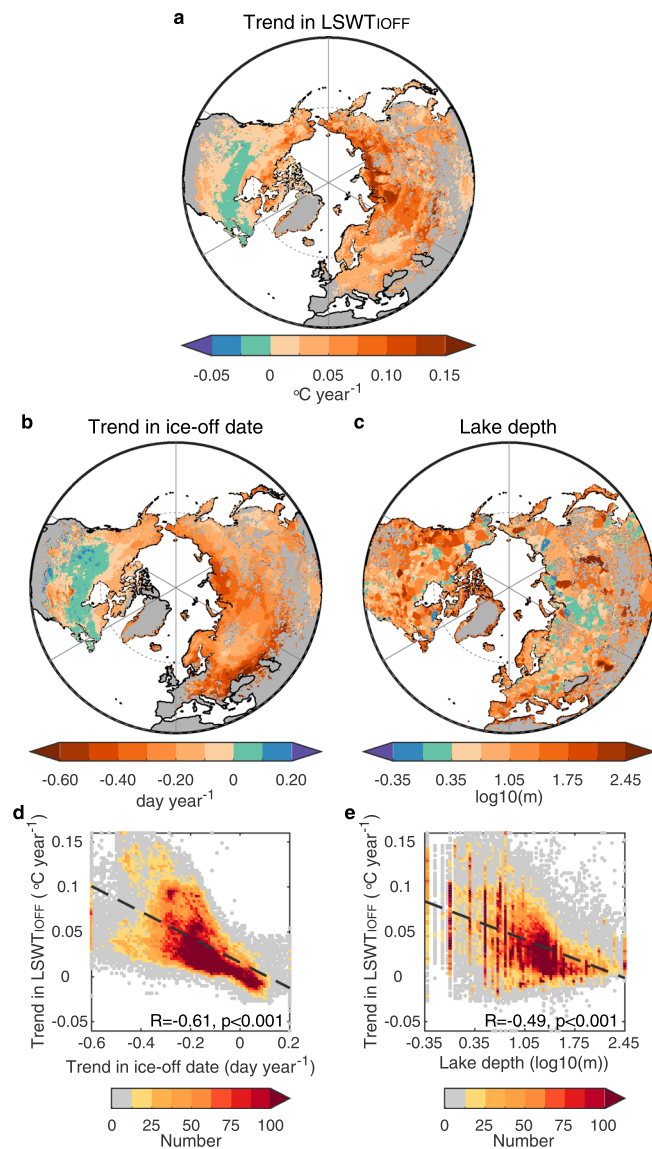 a
Trend in LSWTIOFF
-0.05 0 0.05 0.10 0.15
°C year-1
b Trend in ice-off date
c Lake depth
-0.60 -0.40 -0.20 0 0.20
day year-1
-0.35 0.35 1.05 1.75 2.45
log10(m)
d
Trend in LSWTIOFF ( °C year-1)
0.15
0.1
0.05
0
-0.05
R=-0.61, p<0.001
-0.6 -0.4 -0.2 0 0.2
Trend in ice-off date (day year-1)
0 25 50 75 100
Number
e
Trend in LSWTIOFF ( °C year-1)
0.15
0.1
0.05
0
-0.05
R=-0.49, p<0.001
-0.35 0.35 1.05 1.75 2.45
Lake depth (log10(m))
0 25 50 75 100
Number